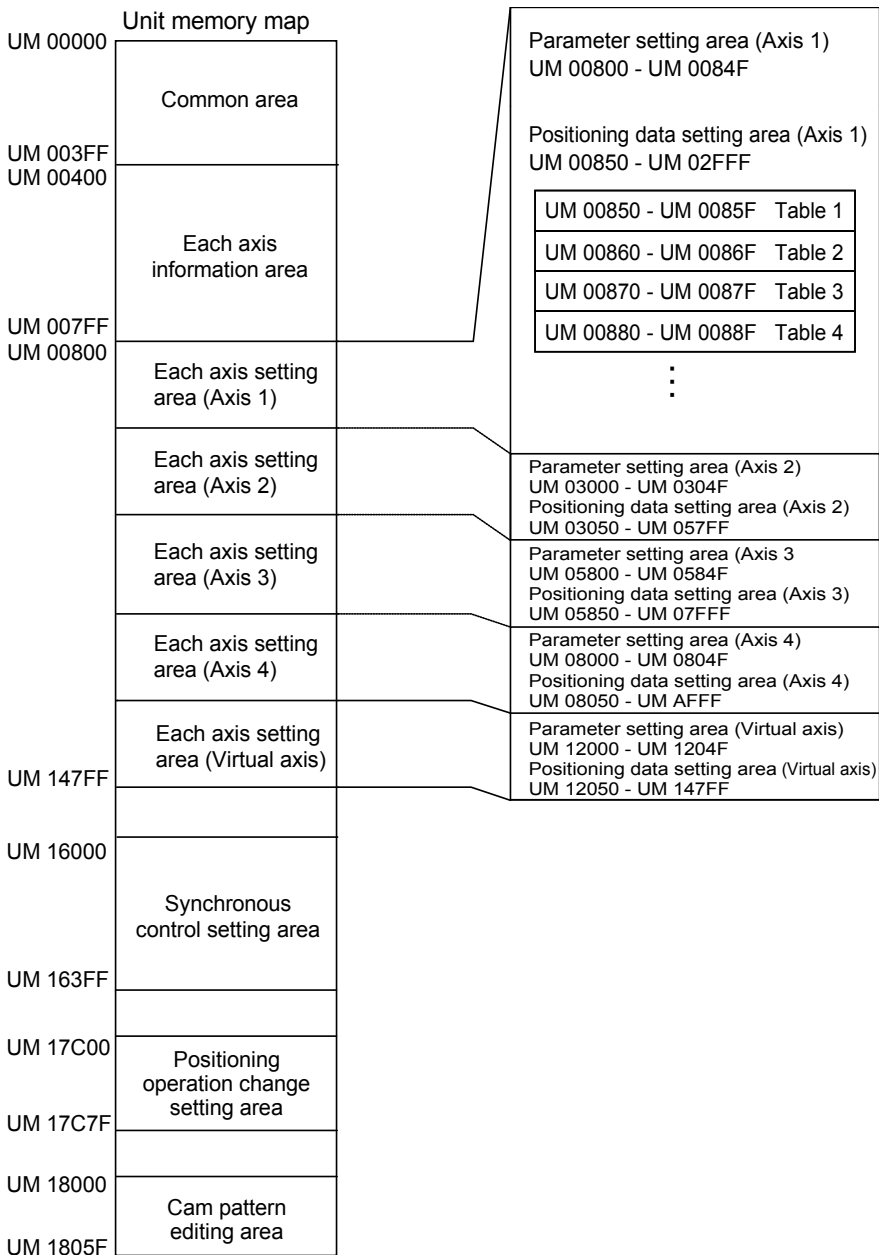 Unit memory map
UM 00000
Common area
UM 003FF
UM 00400
Each axis
information area
UM 007FF
UM 00800
Each axis setting
area (Axis 1)
Each axis setting
area (Axis 2)
Each axis setting
area (Axis 3)
Each axis setting
area (Axis 4)
Each axis setting
area (Virtual axis)
UM 147FF
UM 16000
Synchronous
control setting area
UM 163FF
UM 17C00
Positioning
operation change
setting area
UM 17C7F
UM 18000
Cam pattern
editing area
UM 1805F
Parameter setting area (Axis 1)
UM 00800 - UM 0084F
Positioning data setting area (Axis 1)
UM 00850 - UM 02FFF
UM 00850 - UM 0085F Table 1
UM 00860 - UM 0086F Table 2
UM 00870 - UM 0087F Table 3
UM 00880 - UM 0088F Table 4
⋮
Parameter setting area (Axis 2)
UM 03000 - UM 0304F
Positioning data setting area (Axis 2)
UM 03050 - UM 057FF
Parameter setting area (Axis 3
UM 05800 - UM 0584F
Positioning data setting area (Axis 3)
UM 05850 - UM 07FFF
Parameter setting area (Axis 4)
UM 08000 - UM 0804F
Positioning data setting area (Axis 4)
UM 08050 - UM AFFF
Parameter setting area (Virtual axis)
UM 12000 - UM 1204F
Positioning data setting area (Virtual axis)
UM 12050 - UM 147FF